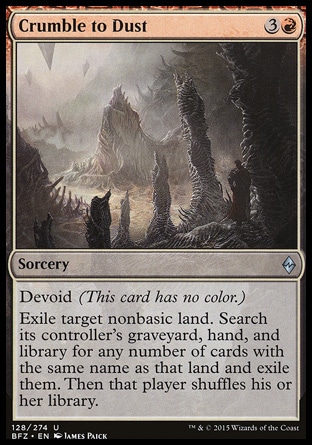 Crumble to Dust 3
Sorcery
Devoid (This card has no color.)
Exile target nonbasic land. Search
its controller's graveyard, hand, and
library for any number of cards with
the same name as that land and exile
them. Then that player shuffles his or
her library.
128/274 U
BFZ • EN James Paick ™ & © 2015 Wizards of the Coast